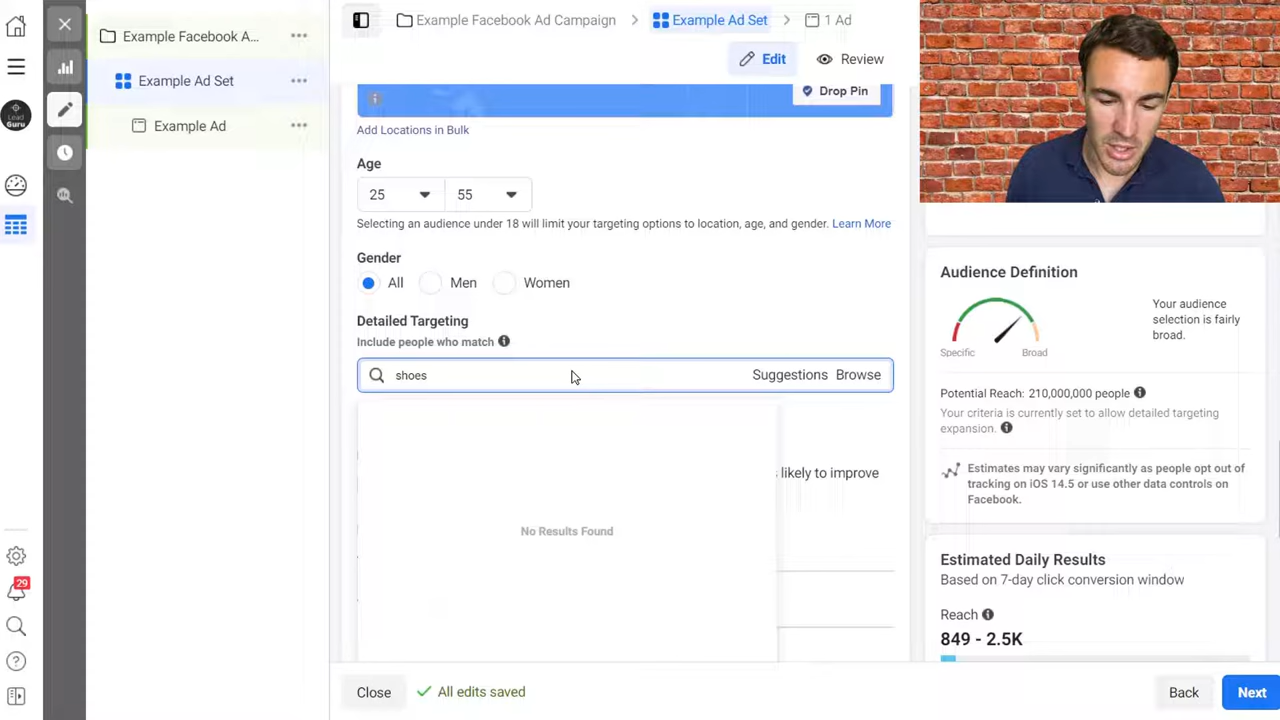 Example Facebook Ad Campaign > Example Ad Set > 1 Ad
Example Facebook A...
Edit
Review
Example Ad Set
Drop Pin
Lead
Guru
Example Ad
Add Locations in Bulk
Age
25
55
Selecting an audience under 18 will limit your targeting options to location, age, and gender. Learn More
Gender
All
Men
Women
Detailed Targeting
Include people who match
shoes
Suggestions
Browse
likely to improve
No Results Found
Audience Definition
Your audience
selection is fairly
broad.
Specific
Broad
Potential Reach: 210,000,000 people
Your criteria is currently set to allow detailed targeting
expansion.
Estimates may vary significantly as people opt out of
tracking on iOS 14.5 or use other data controls on
Facebook.
Estimated Daily Results
Based on 7-day click conversion window
Reach
849 - 2.5K
29
Close
All edits saved
Back
Next